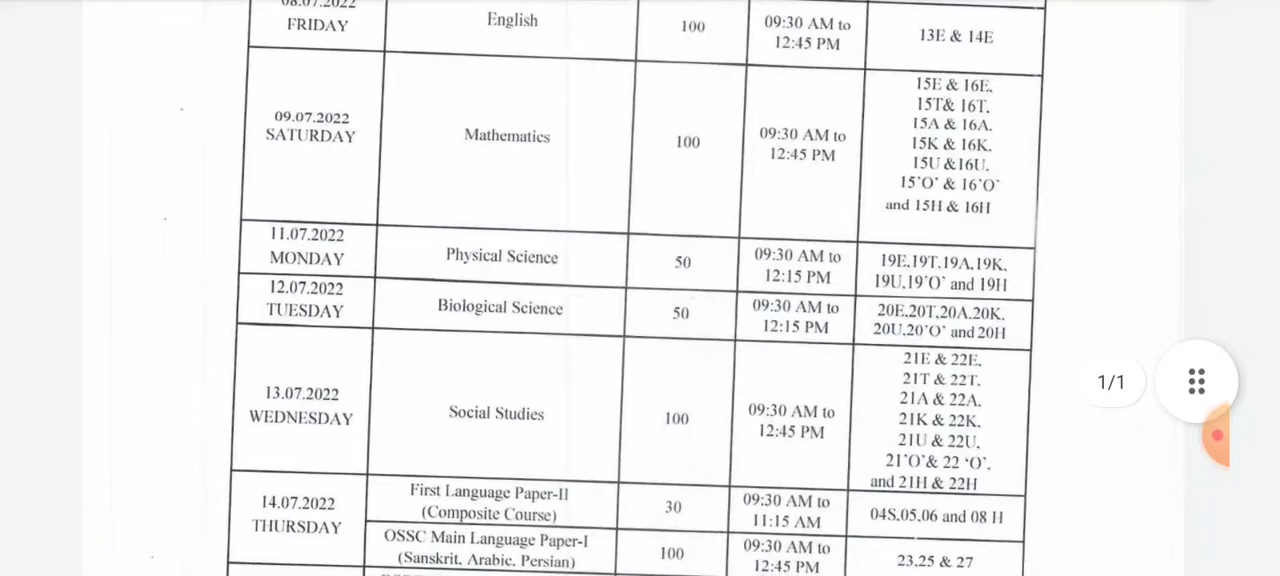 08.07.2022
FRIDAY
English
100
09:30 AM to
12:45 PM
13E & 14E
09.07.2022
SATURDAY
Mathematics
100
09:30 AM to
12:45 PM
15E & 16E.
15T& 16T.
15A & 16A.
15K & 16K.
15U &16U.
15'O' & 16'O'
and 15H & 16H
11.07.2022
MONDAY
Physical Science
50
09:30 AM to
12:15 PM
19E.19T.19A.19K.
19U.19'O' and 19H
12.07.2022
TUESDAY
Biological Science
50
09:30 AM to
12:15 PM
20E.20T.20A.20K.
20U.20'O' and 20H
13.07.2022
WEDNESDAY
Social Studies
100
09:30 AM to
12:45 PM
21E & 22E.
21T & 22T.
21A & 22A.
21K & 22K.
21U & 22U.
21'O'& 22 'O'.
and 21H & 22H
1/1
14.07.2022
THURSDAY
First Language Paper-II
(Composite Course)
30
09:30 AM to
11:15 AM
04S.05.06 and 08 H
OSSC Main Language Paper-I
(Sanskrit. Arabic. Persian)
100
09:30 AM to
12:45 PM
23.25 & 27